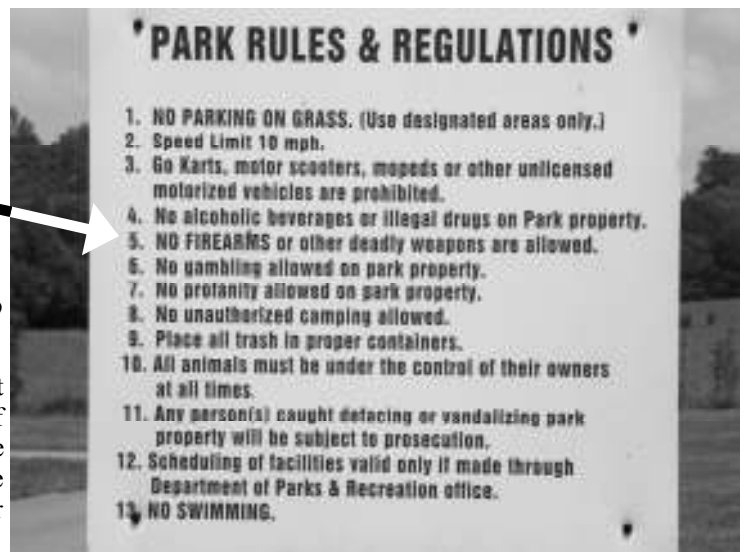 PARK RULES & REGULATIONS
1. NO PARKING ON GRASS. (Use designated areas only.)
2. Speed Limit 10 mph.
3. Go Karts, motor scooters, mopeds or other unlicensed
motorized vehicles are prohibited.
4. No alcoholic beverages or illegal drugs on Park property.
5. NO FIREARMS or other deadly weapons are allowed.
6. No gambling allowed on park property.
7. No profanity allowed on park property.
8. No unauthorized camping allowed.
9. Place all trash in proper containers.
10. All animals must be under the control of their owners
at all times.
11. Any person(s) caught defacing or vandalizing park
property will be subject to prosecution.
12. Scheduling of facilities valid only if made through
Department of Parks & Recreation office.
13. NO SWIMMING.